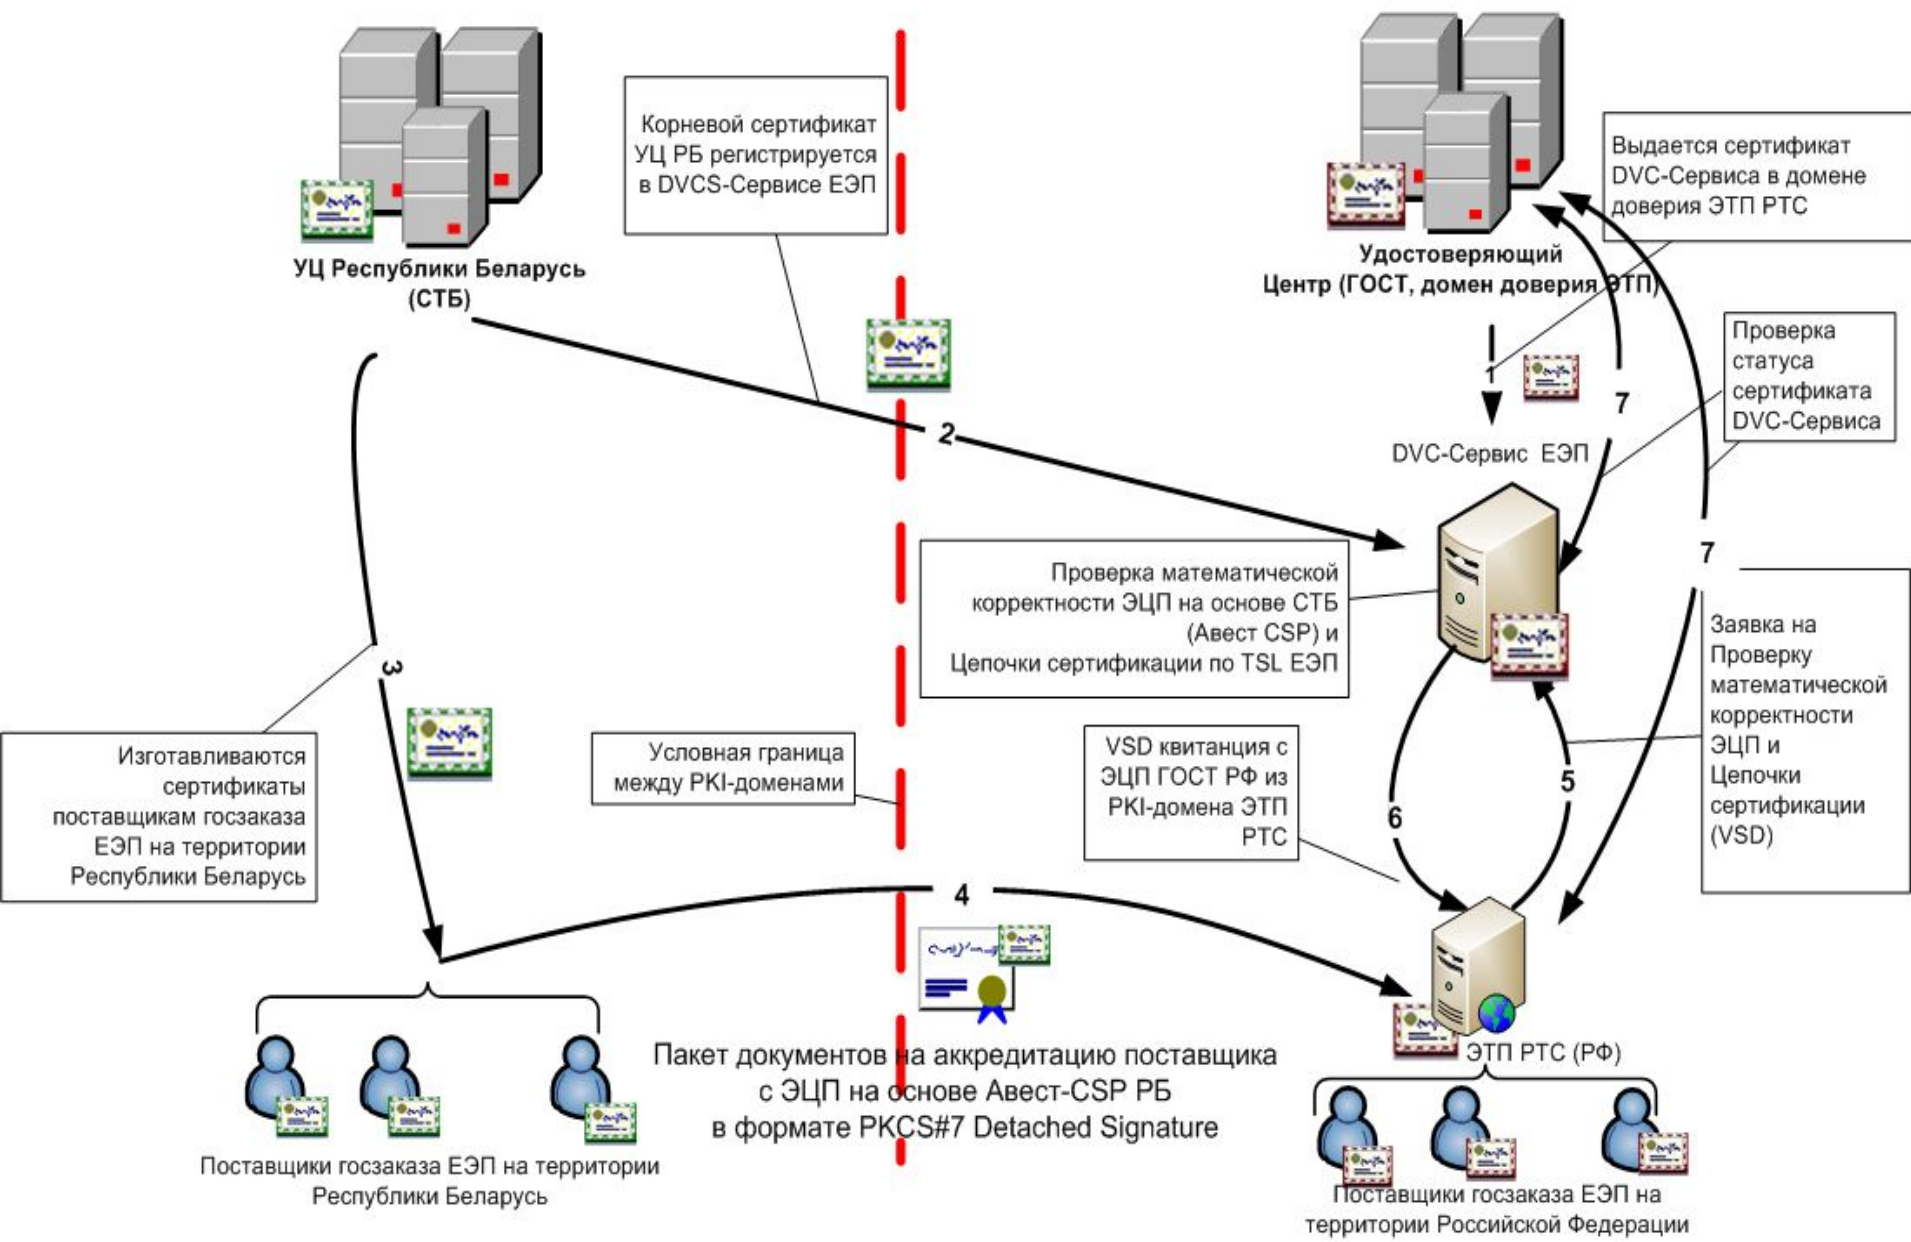 Корневой сертификат
УЦ РБ регистрируется
в DVCS-Сервисе ЕЭП
Выдается сертификат
DVC-Сервиса в домене
доверия ЭТП РТС
УЦ Республики Беларусь
(СТБ)
Удостоверяющий
Центр (ГОСТ, домен доверия ЭТП)
Проверка
статуса
сертификата
DVC-Сервиса
1
7
2
DVC-Сервис ЕЭП
7
Проверка математической
корректности ЭЦП на основе СТБ
(Авест CSP) и
Цепочки сертификации по TSL ЕЭП
Заявка на
Проверку
математической
корректности
ЭЦП и
Цепочки
сертификации
(VSD)
3
Изготавливаются
сертификаты
поставщикам госзаказа
ЕЭП на территории
Республики Беларусь
Условная граница
между PKI-доменами
VSD квитанция с
ЭЦП ГОСТ РФ из
PKI-домена ЭТП
РТС
6
5
4
Пакет документов на аккредитацию поставщика
с ЭЦП на основе Авест-CSP РБ
в формате PKCS#7 Detached Signature
ЭТП РТС (РФ)
Поставщики госзаказа ЕЭП на территории
Республики Беларусь
Поставщики госзаказа ЕЭП на
территории Российской Федерации